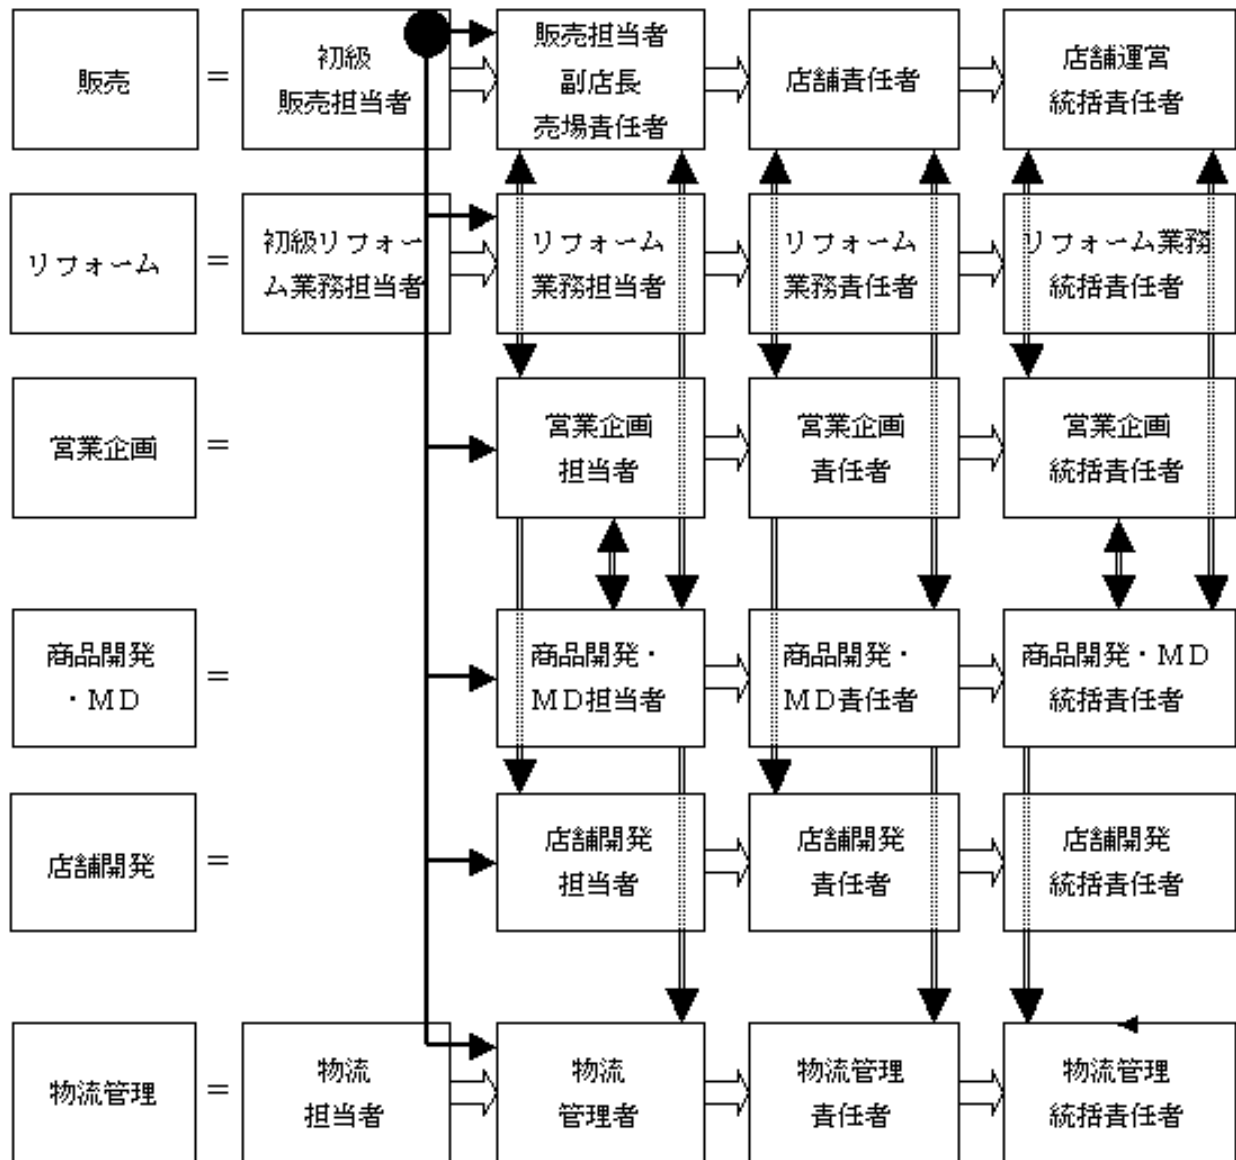 販売
=
初級
販売担当者
販売担当者
副店長
売場責任者
店舗責任者
店舗運営
統括責任者
リフォーム
=
初級リフォー
ム業務担当者
リフォーム
業務担当者
リフォーム
業務責任者
リフォーム業務
統括責任者
営業企画
=
営業企画
担当者
営業企画
責任者
営業企画
統括責任者
商品開発
・ＭＤ
=
商品開発・
ＭＤ担当者
商品開発・
ＭＤ責任者
商品開発・ＭＤ
統括責任者
店舗開発
=
店舗開発
担当者
店舗開発
責任者
店舗開発
統括責任者
物流管理
=
物流
担当者
物流
管理者
物流管理
責任者
物流管理
統括責任者